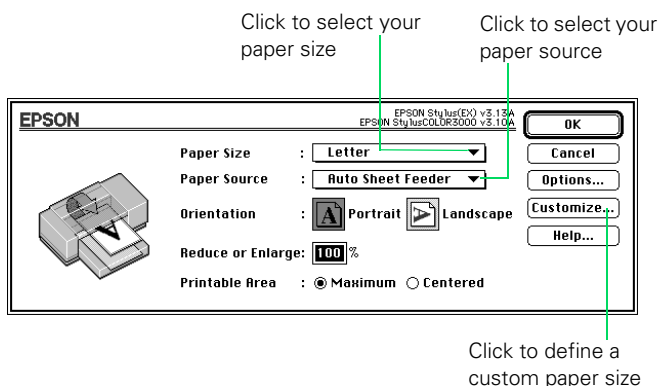 Click to select your
paper size
Click to select your
paper source
EPSON
EPSON Stylus(EX) v3.13A
EPSON StylusCOLOR3000 v3.10A
OK
Paper Size : Letter
Cancel
Paper Source : Auto Sheet Feeder
Options...
Orientation : A Portrait A Landscape
Customize...
Help...
Reduce or Enlarge: 100 %
Printable Area : Maximum Centered
Click to define a
custom paper size